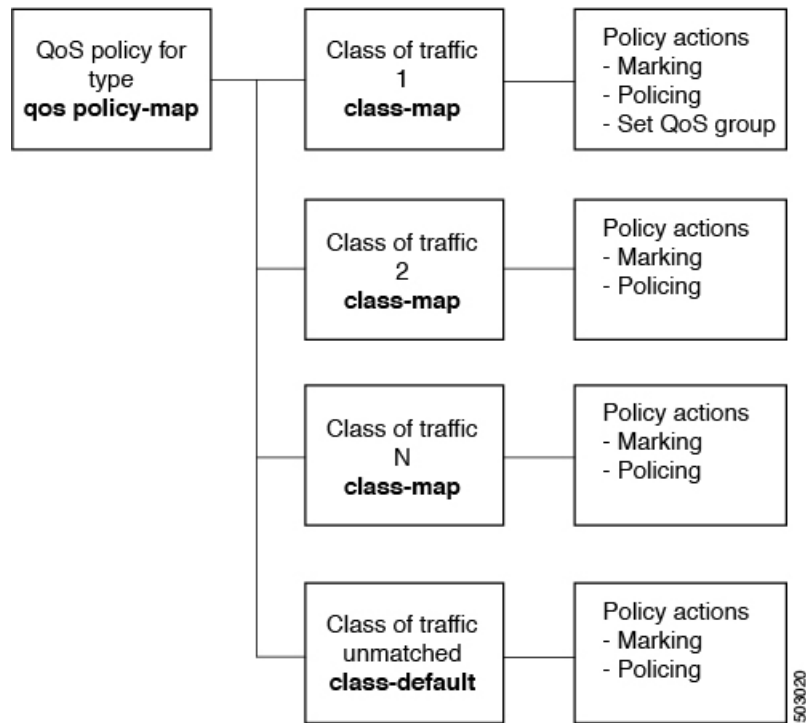 QoS policy for
type
qos policy-map
Class of traffic
1
class-map
Policy actions
- Marking
- Policing
- Set QoS group
Class of traffic
2
class-map
Policy actions
- Marking
- Policing
Class of traffic
N
class-map
Policy actions
- Marking
- Policing
Class of traffic
unmatched
class-default
Policy actions
- Marking
- Policing
503020